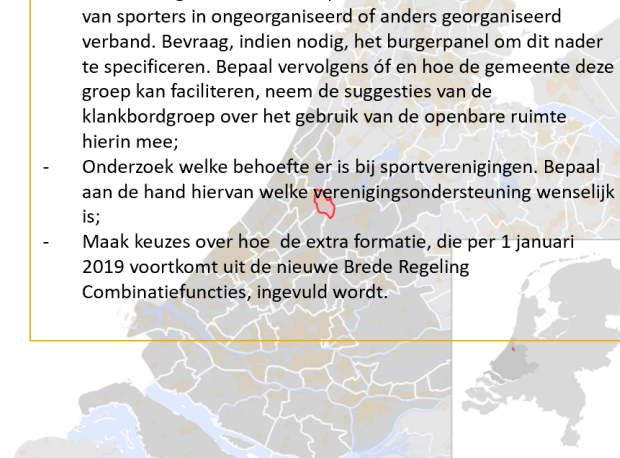 van sporters in ongeorganiseerd of anders georganiseerd
verband. Bevraag, indien nodig, het burgerpanel om dit nader
te specificeren. Bepaal vervolgens óf en hoe de gemeente deze
groep kan faciliteren, neem de suggesties van de
klankbordgroep over het gebruik van de openbare ruimte
hierin mee;
- Onderzoek welke behoefte er is bij sportverenigingen. Bepaal
aan de hand hiervan welke verenigingsondersteuning wenselijk
is;
- Maak keuzes over hoe  de extra formatie, die per 1 januari
2019 voortkomt uit de nieuwe Brede Regeling
Combinatiefuncties, ingevuld wordt.